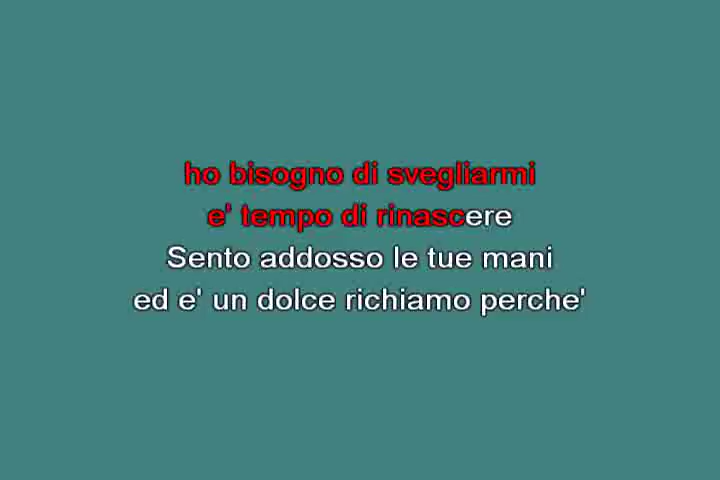 ho bisogno di svegliarmi
e' tempo di rinascere
Sento addosso le tue mani
ed e' un dolce richiamo perche'